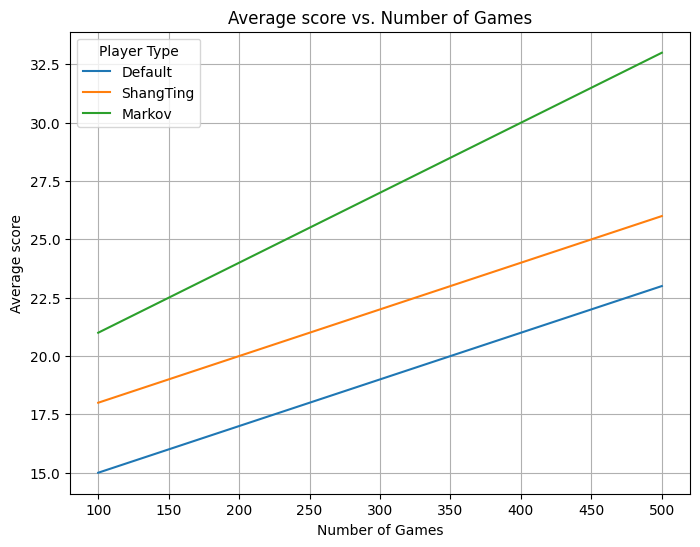 Average score vs. Number of Games
Player Type
Default
ShangTing
Markov
Average score
32.5
30.0
27.5
25.0
22.5
20.0
17.5
15.0
100 150 200 250 300 350 400 450 500
Number of Games